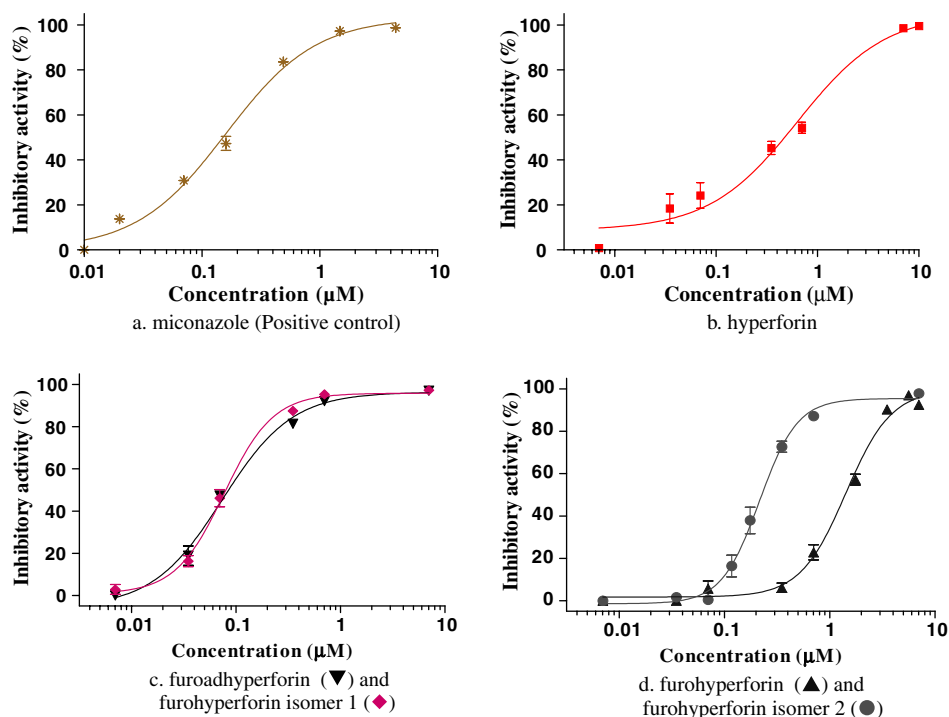 Inhibitory activity (%)
100
80
60
40
20
0
0.01
0.1
1
10
Concentration (µM)
a. miconazole (Positive control)
Inhibitory activity (%)
100
80
60
40
20
0
0.01
0.1
1
10
Concentration (µM)
b. hyperforin
Inhibitory activity (%)
100
80
60
40
20
0
0.01
0.1
1
10
Concentration (µM)
c. furoadhyperforin (▼) and
furohyperforin isomer 1 (◆)
Inhibitory activity (%)
100
80
60
40
20
0
0.01
0.1
1
10
Concentration (µM)
d. furohyperforin (▲) and
furohyperforin isomer 2 (●)